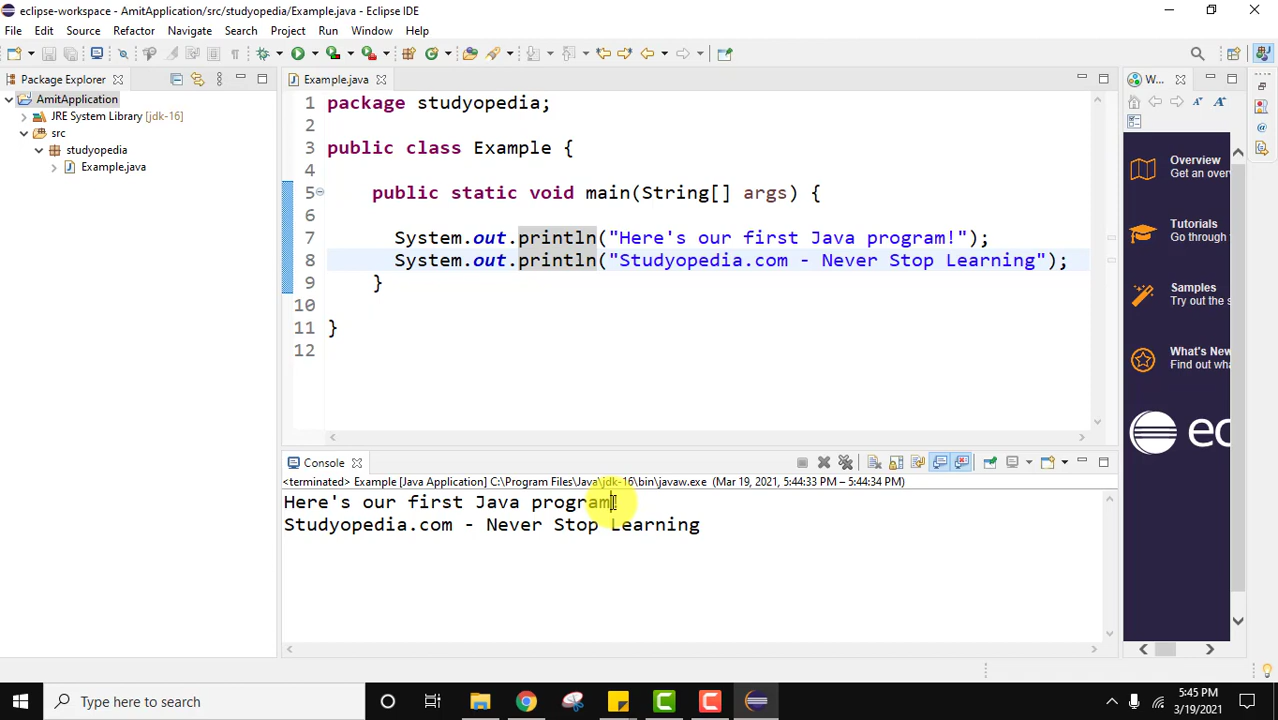 eclipse-workspace - AmitApplication/src/studyopedia/Example.java - Eclipse IDE
File Edit Source Refactor Navigate Search Project Run Window Help
Package Explorer
AmitApplication
JRE System Library [jdk-16]
src
studyopedia
Example.java
Example.java
1 package studyopedia;
2
3 public class Example {
4
5 public static void main(String[] args) {
6
7 System.out.println("Here's our first Java program!");
8 System.out.println("Studyopedia.com - Never Stop Learning");
9 }
10
11 }
12
W...
Overview
Get an over
Tutorials
Go through
Samples
Try out the s
What's New
Find out wha
ec
Console
<terminated> Example [Java Application] C:\Program Files\Java\jdk-16\bin\javaw.exe (Mar 19, 2021, 5:44:33 PM – 5:44:34 PM)
Here's our first Java program
Studyopedia.com - Never Stop Learning
Type here to search
5:45 PM
3/19/2021